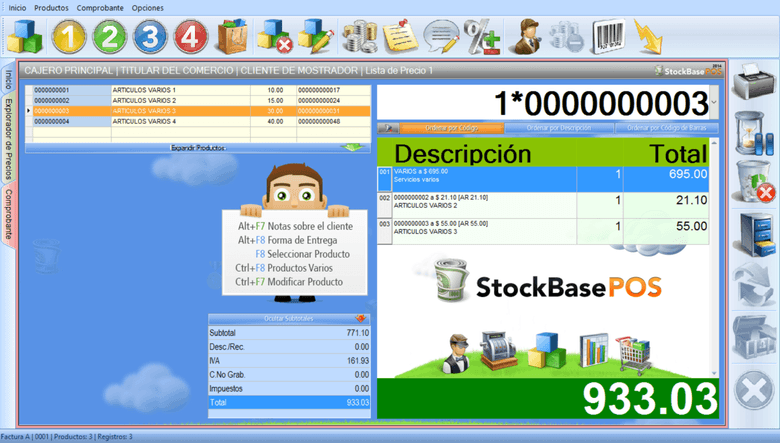 Inicio Productos Comprobante Opciones
1 2 3 4
CAJERO PRINCIPAL | TITULAR DEL COMERCIO | CLIENTE DE MOSTRADOR | Lista de Precio 1
StockBase POS
Inicio
Explorador de Precios
Comprobante
0000000001 ARTICULOS VARIOS 1 10.00 000000000017
0000000002 ARTICULOS VARIOS 2 15.00 000000000024
0000000003 ARTICULOS VARIOS 3 30.00 000000000031
0000000004 ARTICULOS VARIOS 4 40.00 000000000048
Expandir Productos
1*0000000003
Ordenar por Código Ordenar por Descripción Ordenar por Código de Barras
Descripción Total
001 VARIOS a $ 695.00 1 695.00
Servicios varios
002 0000000002 a $ 21.10 [AR 21.10] 1 21.10
ARTICULOS VARIOS 2
003 0000000003 a $ 55.00 [AR 55.00] 1 55.00
ARTICULOS VARIOS 3
Alt+F7 Notas sobre el cliente
Alt+F8 Forma de Entrega
F8 Seleccionar Producto
Ctrl+F8 Productos Varios
Ctrl+F7 Modificar Producto
StockBase POS
Ocultar Subtotales
Subtotal 771.10
Desc./Rec. 0.00
IVA 161.93
C.No Grab. 0.00
Impuestos 0.00
Total 933.03
933.03
Factura A | 0001 | Productos: 3 | Registros: 3